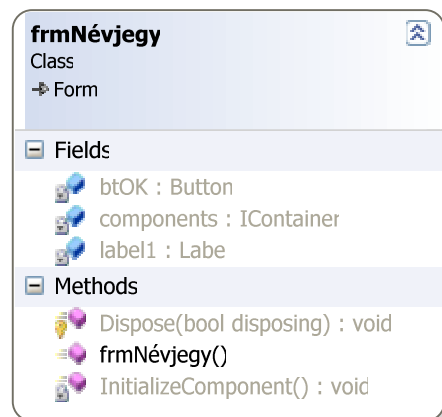 frmNévjegy
Class
Form
Fields
btOK : Button
components : IContainer
label1 : Labe
Methods
Dispose(bool disposing) : void
frmNévjegy()
InitializeComponent() : void